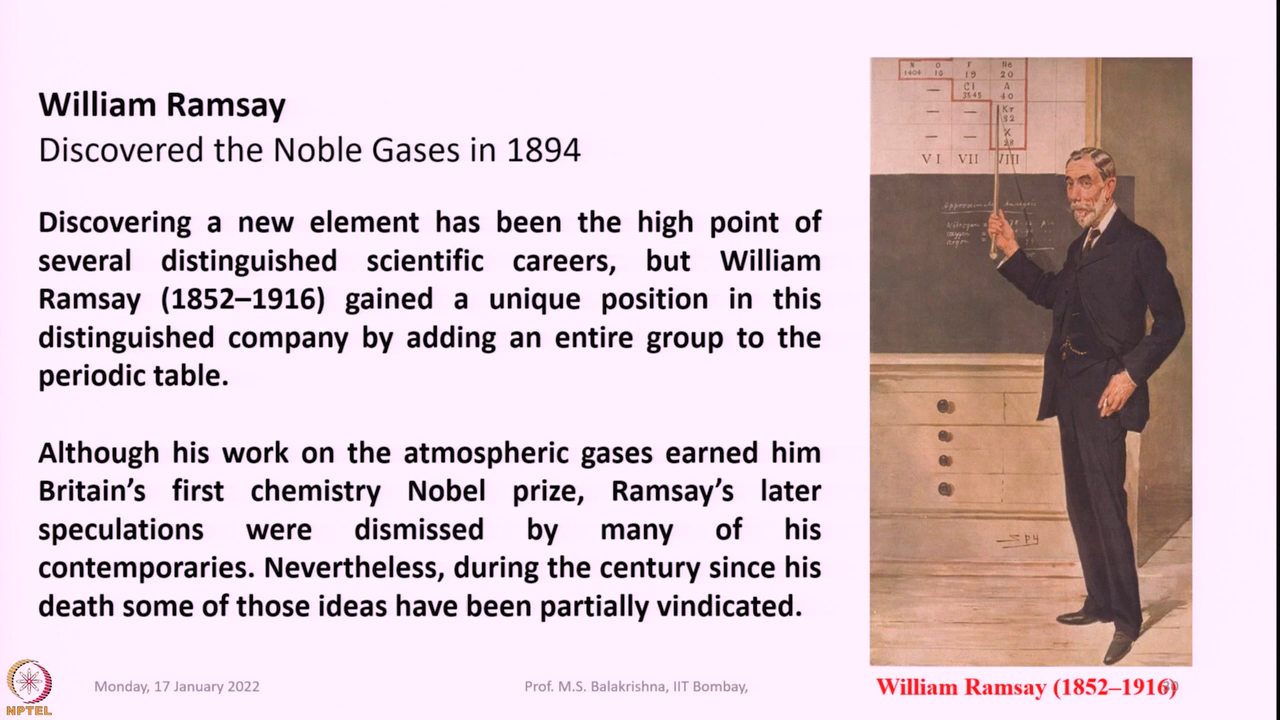 William Ramsay
Discovered the Noble Gases in 1894
Discovering a new element has been the high point of
several distinguished scientific careers, but William
Ramsay (1852–1916) gained a unique position in this
distinguished company by adding an entire group to the
periodic table.
Although his work on the atmospheric gases earned him
Britain’s first chemistry Nobel prize, Ramsay’s later
speculations were dismissed by many of his
contemporaries. Nevertheless, during the century since his
death some of those ideas have been partially vindicated.
N O F Ne
10 19 20
Cl A
40
Kr
82
X
VI VII VIII
Spy
William Ramsay (1852–1916)
NPTEL
Monday, 17 January 2022
Prof. M.S. Balakrishna, IIT Bombay,